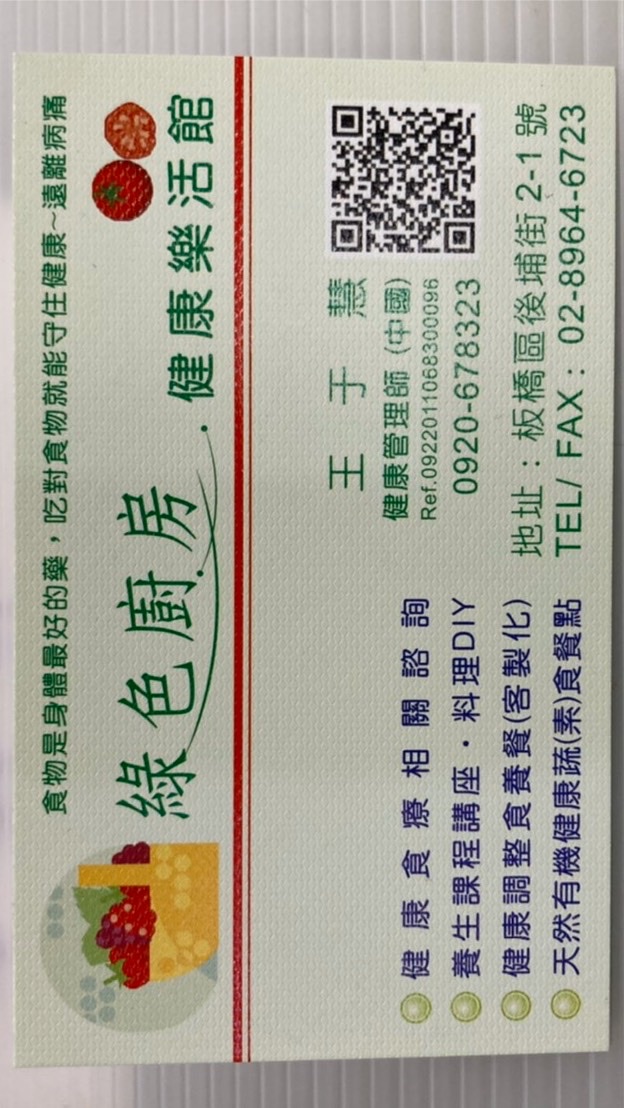 食物是身體最好的藥，吃對食物就能守住健康~遠離病痛
綠色廚房．健康樂活館
王于慧
健康管理師 (中國)
Ref.0922011068300096
0920-678323
地址：板橋區後埔街 2-1 號
TEL/ FAX : 02-8964-6723
健康食療相關諮詢
養生課程講座・料理DIY
健康調整食養餐(客製化)
天然有機健康蔬(素)食餐點